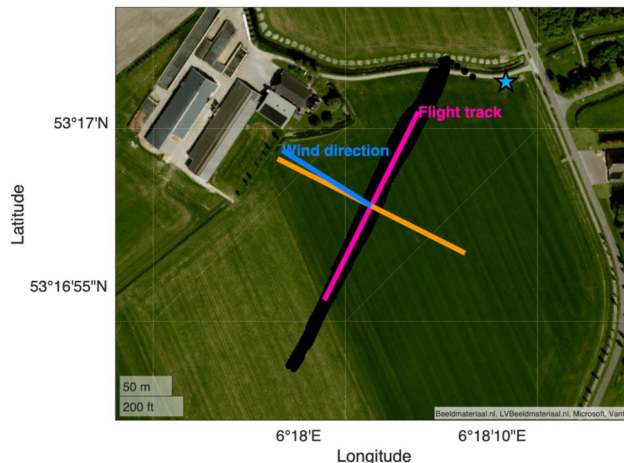 Flight track
53°17'N
Wind direction
Latitude
53°16'55"N
50 m
200 ft
Beeldmateriaal.nl, LVBeeldmateriaal.nl, Microsoft, Vant
6°18'E
6°18'10"E
Longitude